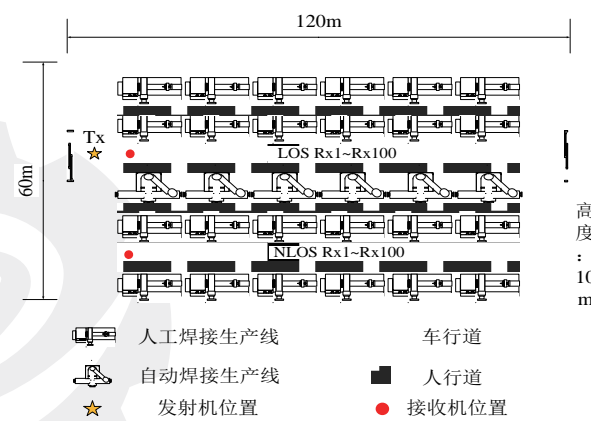 120m
60m
Tx
LOS Rx1~Rx100
NLOS Rx1~Rx100
高
度
：
10
m
人工焊接生产线
车行道
自动焊接生产线
人行道
发射机位置
接收机位置